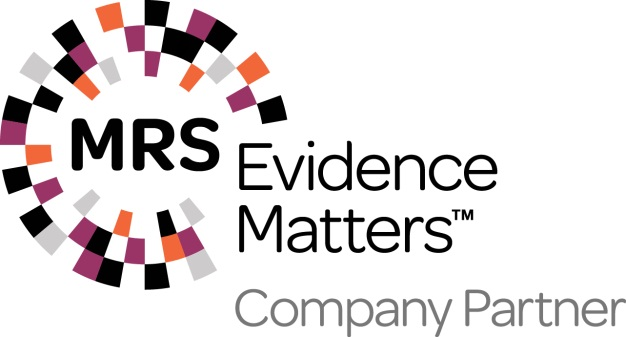 MRS
Evidence
Matters™
Company Partner